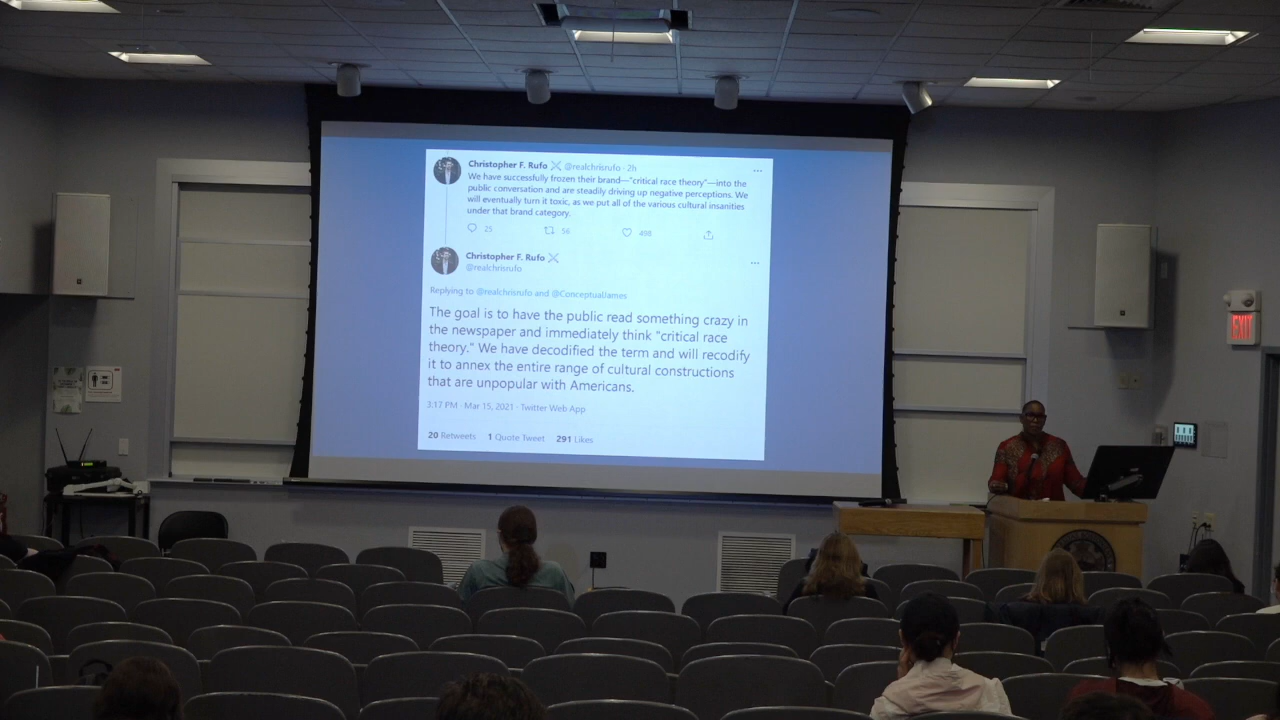 Christopher F. Rufo @realchrisrufo · 2h
We have successfully frozen their brand—"critical race theory"—into the
public conversation and are steadily driving up negative perceptions. We
will eventually turn it toxic, as we put all of the various cultural insanities
under that brand category.
25 56 498
Christopher F. Rufo
@realchrisrufo
Replying to @realchrisrufo and @ConceptualJames
The goal is to have the public read something crazy in
the newspaper and immediately think "critical race
theory." We have decodified the term and will recodify
it to annex the entire range of cultural constructions
that are unpopular with Americans.
3:17 PM · Mar 15, 2021 · Twitter Web App
20 Retweets 1 Quote Tweet 291 Likes
EXIT